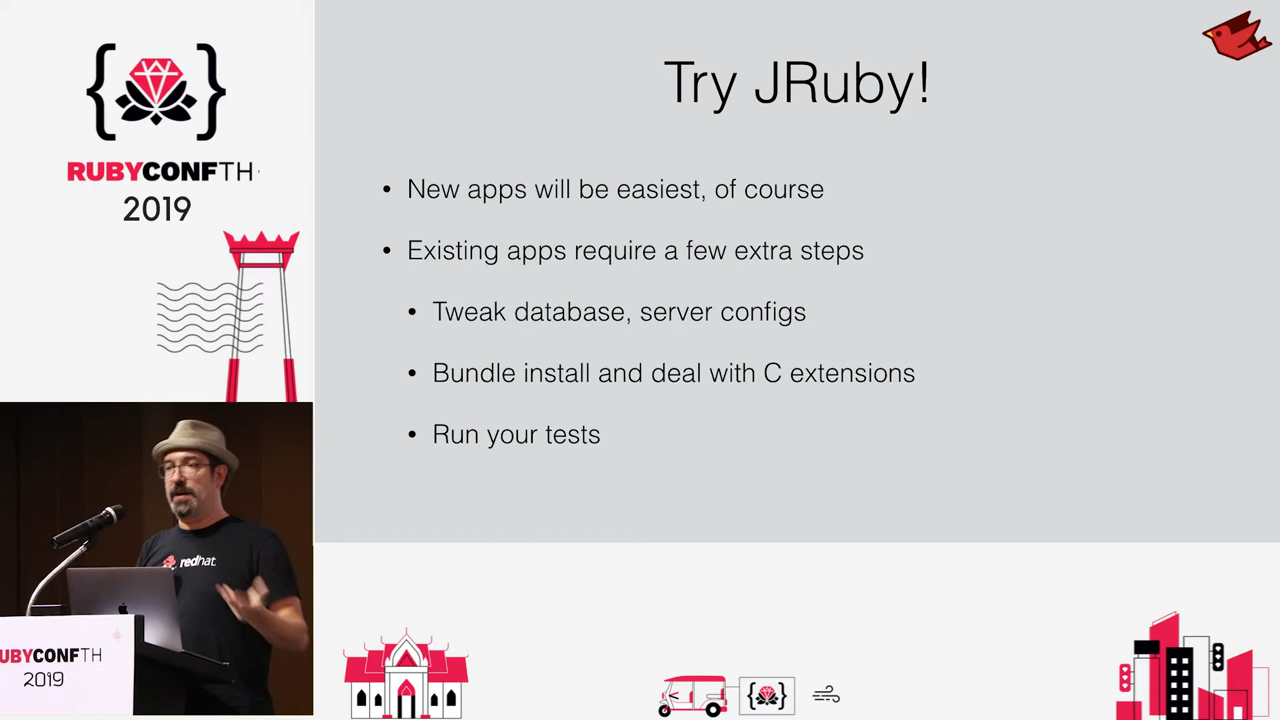 RUBYCONFTH
2019
Try JRuby!
• New apps will be easiest, of course
• Existing apps require a few extra steps
• Tweak database, server configs
• Bundle install and deal with C extensions
• Run your tests
redhat.
UBYCONFTH
2019